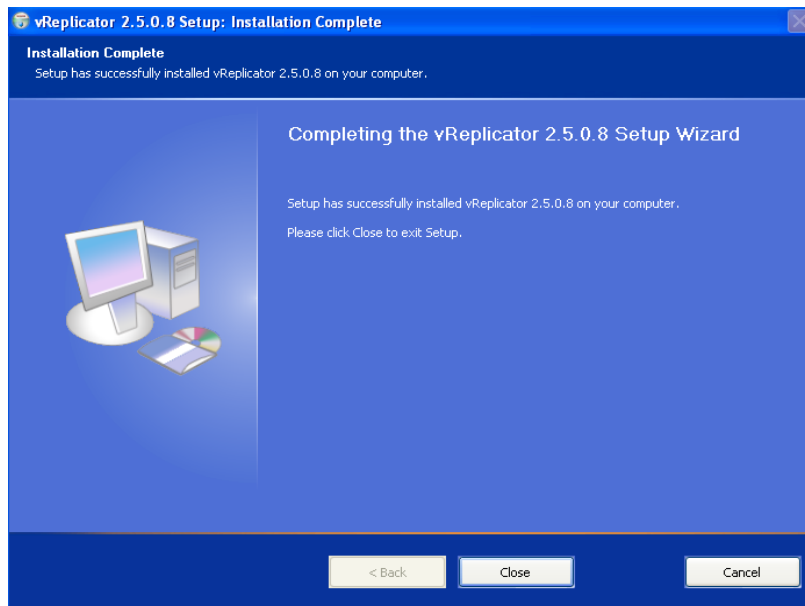 vReplicator 2.5.0.8 Setup: Installation Complete
Installation Complete
Setup has successfully installed vReplicator 2.5.0.8 on your computer.
Completing the vReplicator 2.5.0.8 Setup Wizard
Setup has successfully installed vReplicator 2.5.0.8 on your computer.
Please click Close to exit Setup.
< Back
Close
Cancel